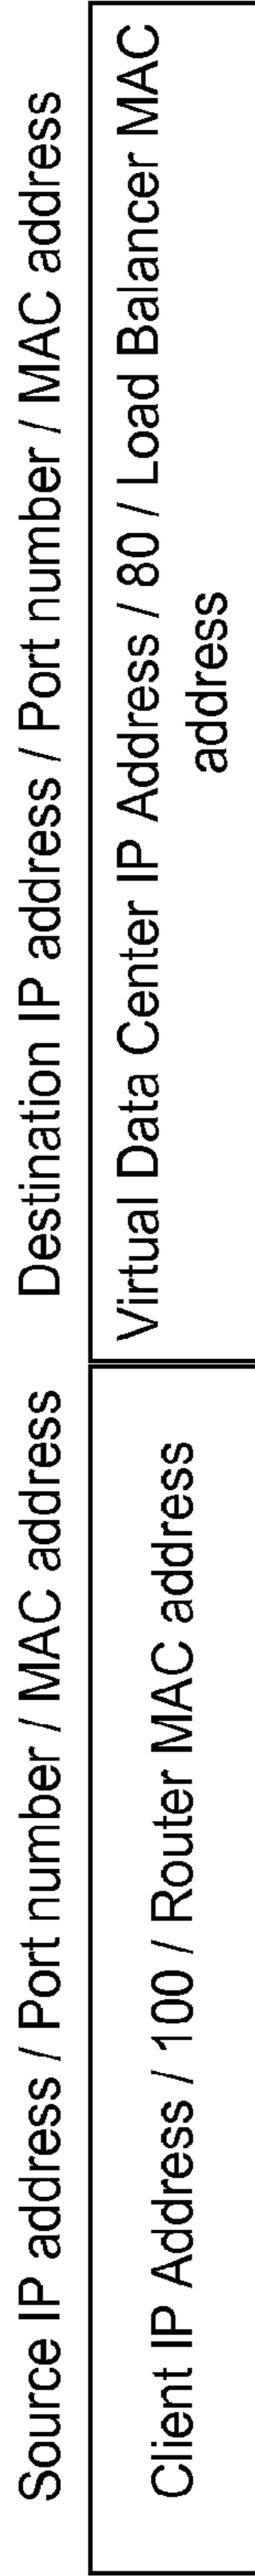 Source IP address / Port number / MAC address
Destination IP address / Port number / MAC address
Client IP Address / 100 / Router MAC address
Virtual Data Center IP Address / 80 / Load Balancer MAC
address